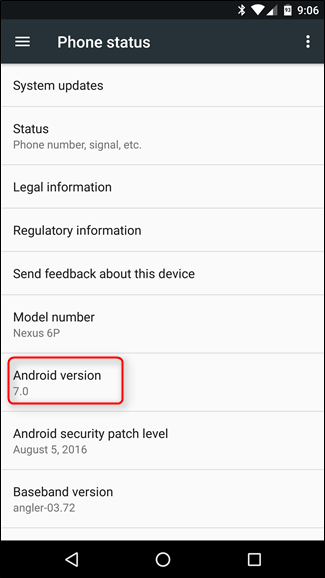 9:06
Phone status
System updates
Status
Phone number, signal, etc.
Legal information
Regulatory information
Send feedback about this device
Model number
Nexus 6P
Android version
7.0
Android security patch level
August 5, 2016
Baseband version
angler-03.72